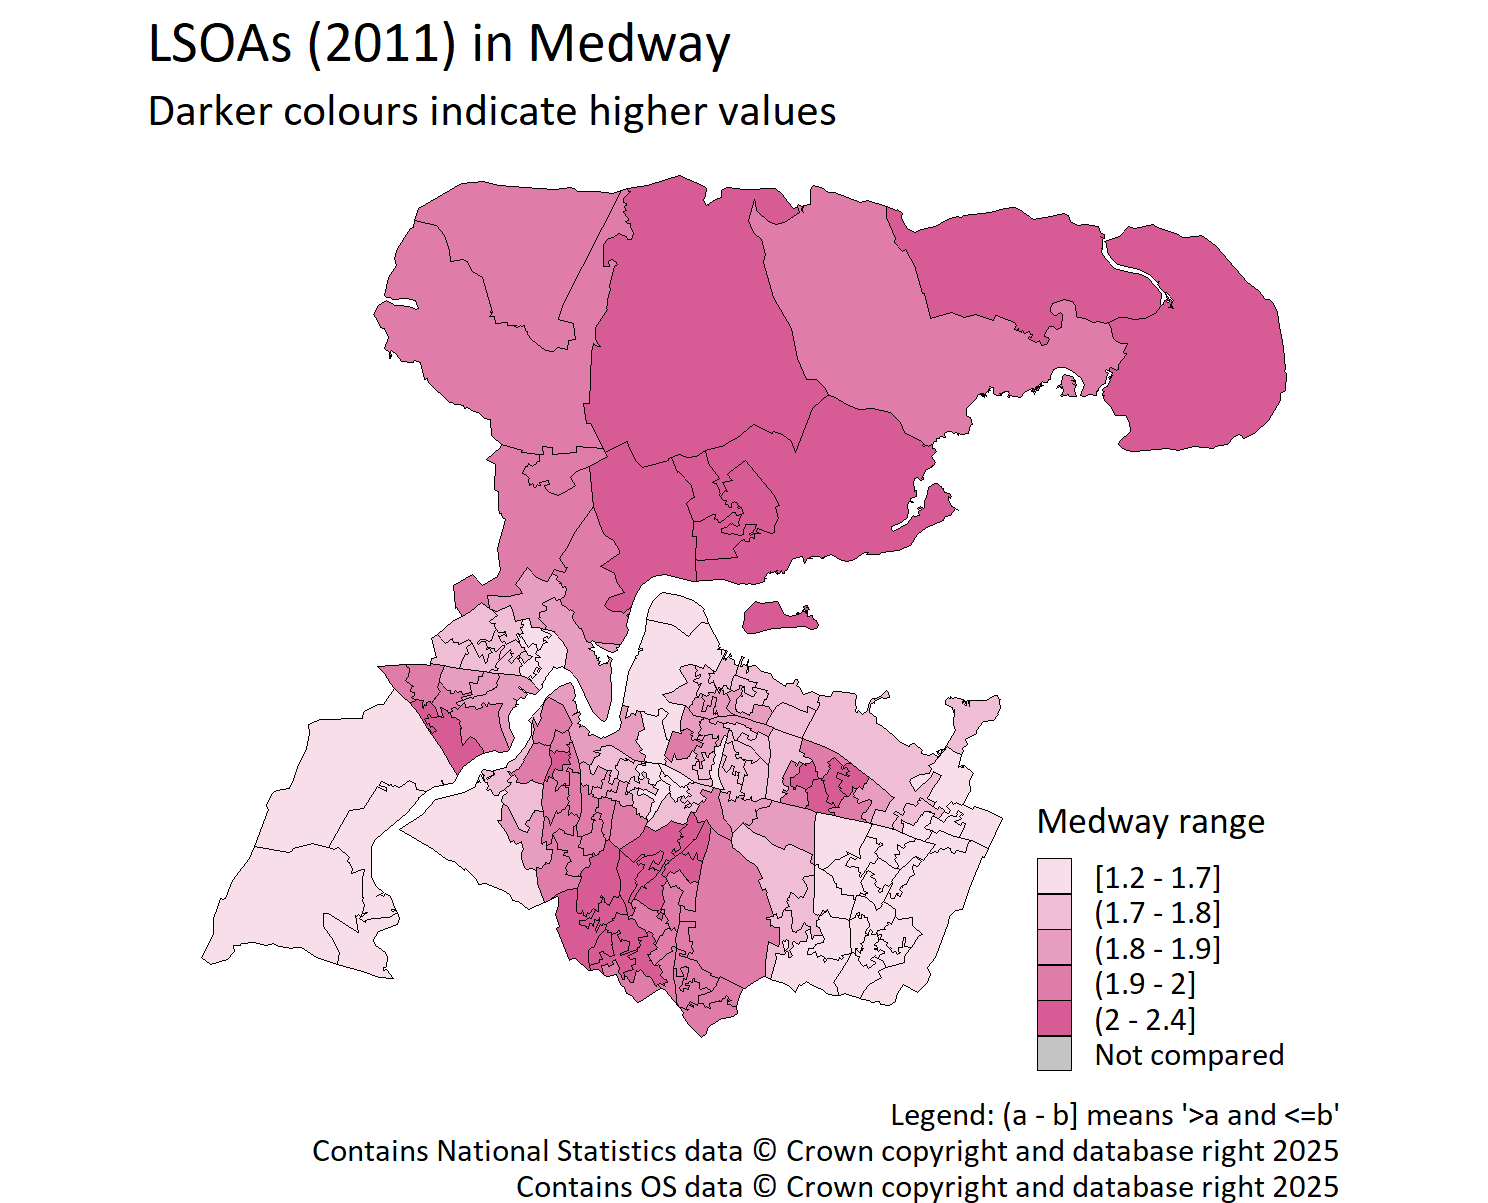 LSOAs (2011) in Medway
Darker colours indicate higher values
Medway range
[1.2 - 1.7]
(1.7 - 1.8]
(1.8 - 1.9]
(1.9 - 2]
(2 - 2.4]
Not compared
Legend: (a - b] means '>a and <=b'
Contains National Statistics data © Crown copyright and database right 2025
Contains OS data © Crown copyright and database right 2025